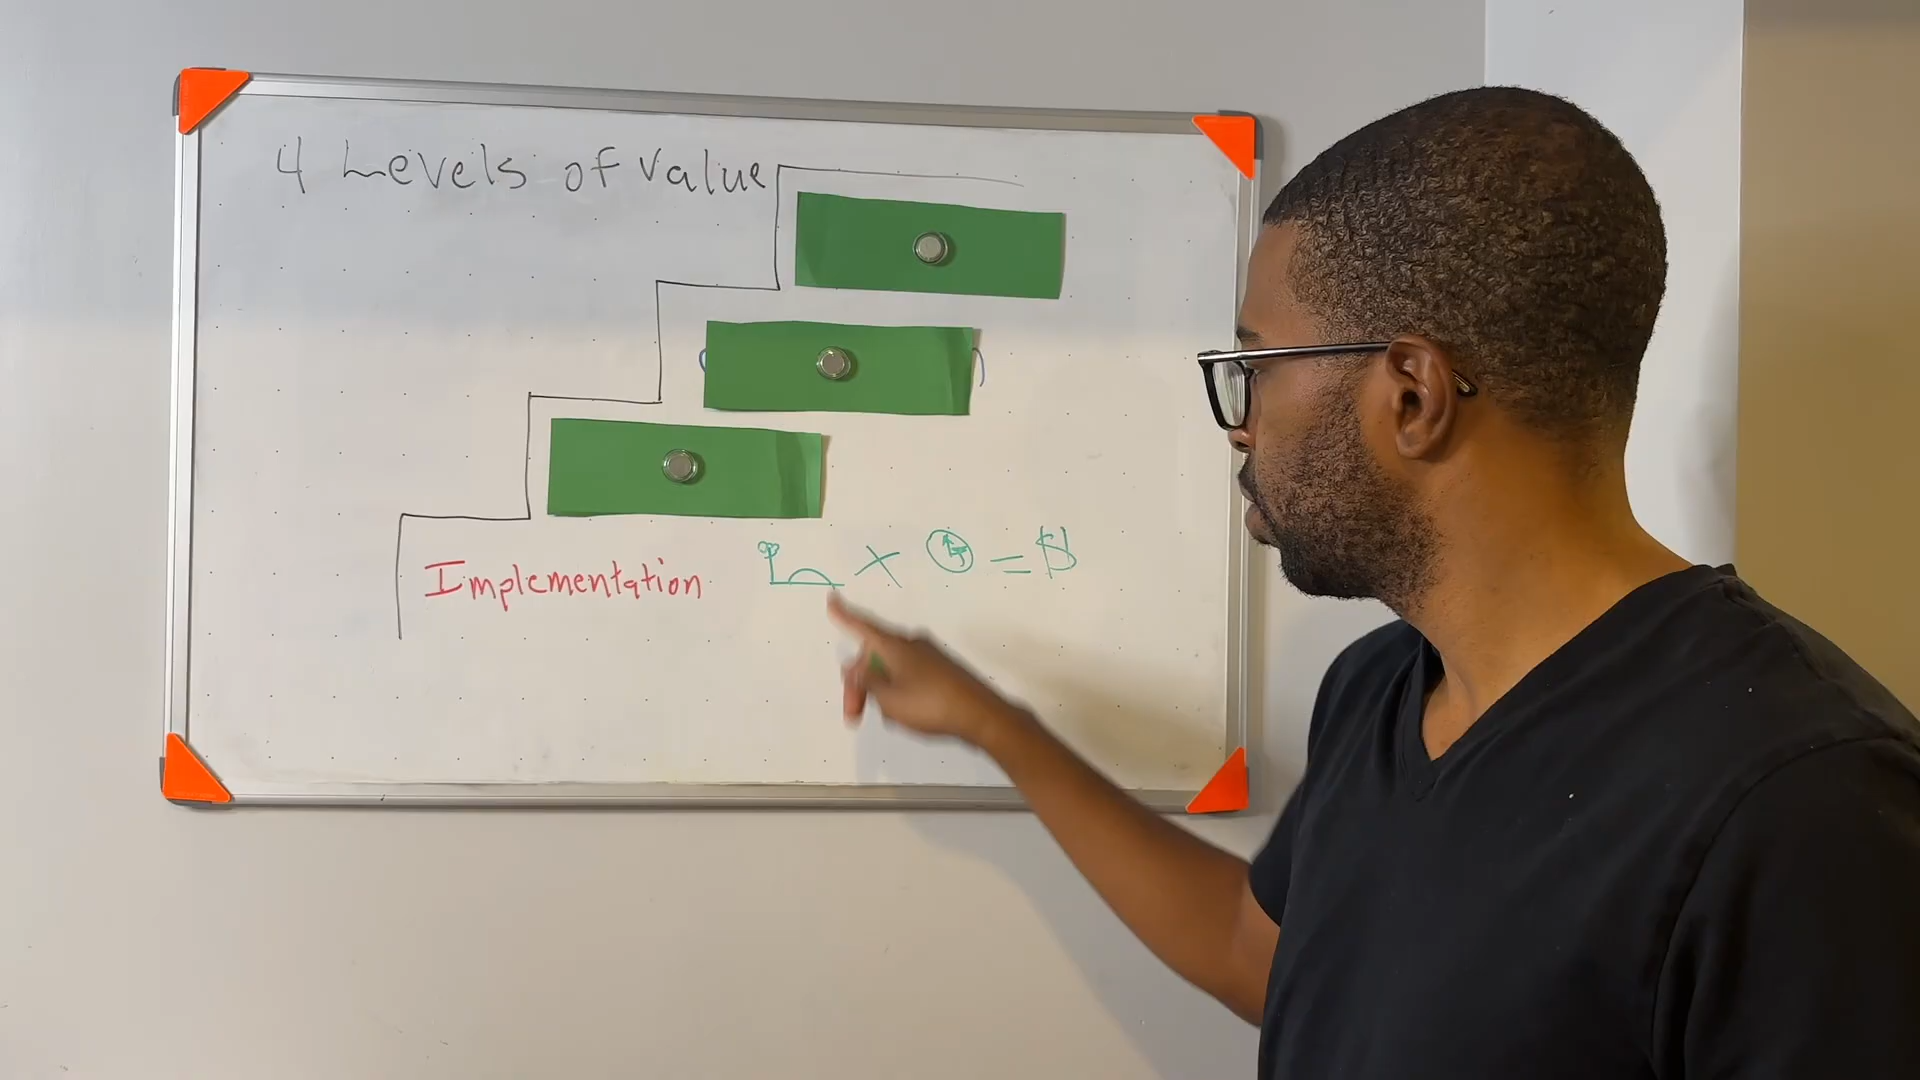 4 Levels of Value
Implementation × = $